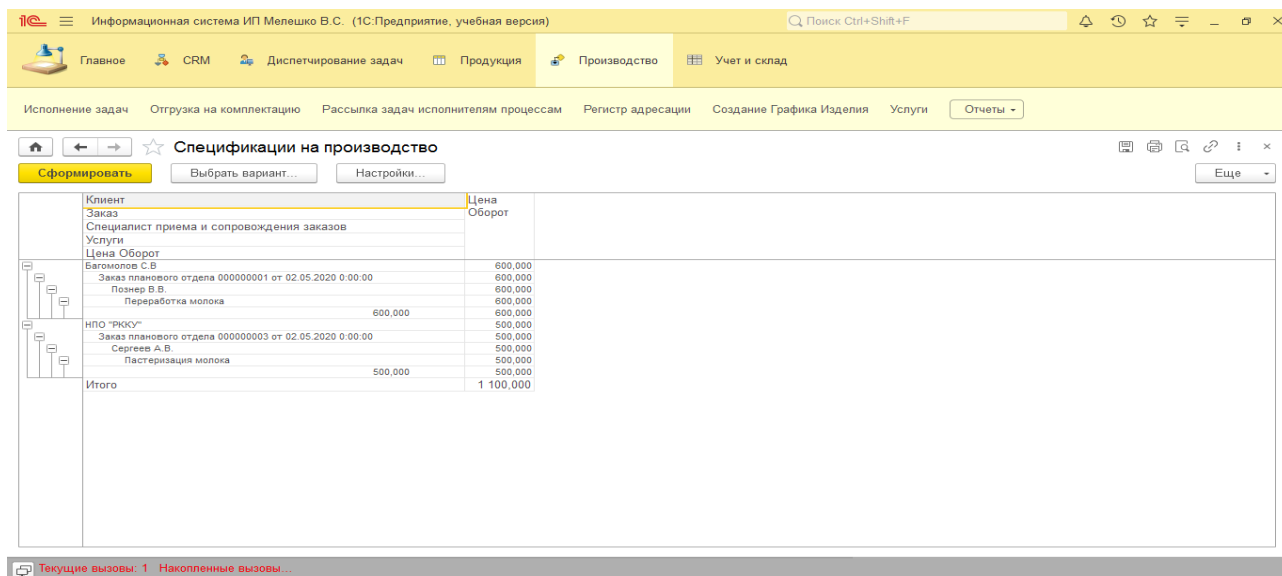 1С Информационная система ИП Мелешко В.С. (1С:Предприятие, учебная версия) Поиск Ctrl+Shift+F
Главное CRM Диспетчирование задач Продукция Производство Учет и склад
Исполнение задач Отгрузка на комплектацию Рассылка задач исполнителям процессам Регистр адресации Создание Графика Изделия Услуги Отчеты
Спецификации на производство
Сформировать Выбрать вариант... Настройки... Еще
Клиент Цена
Заказ Оборот
Специалист приема и сопровождения заказов
Услуги
Цена Оборот
Багомолов С.В 600,000
Заказ планового отдела 000000001 от 02.05.2020 0:00:00 600,000
Познер В.В. 600,000
Переработка молока 600,000
600,000 600,000
НПО "РККУ" 500,000
Заказ планового отдела 000000003 от 02.05.2020 0:00:00 500,000
Сергеев А.В. 500,000
Пастеризация молока 500,000
500,000 500,000
Итого 1 100,000
Текущие вызовы: 1 Накопленные вызовы...